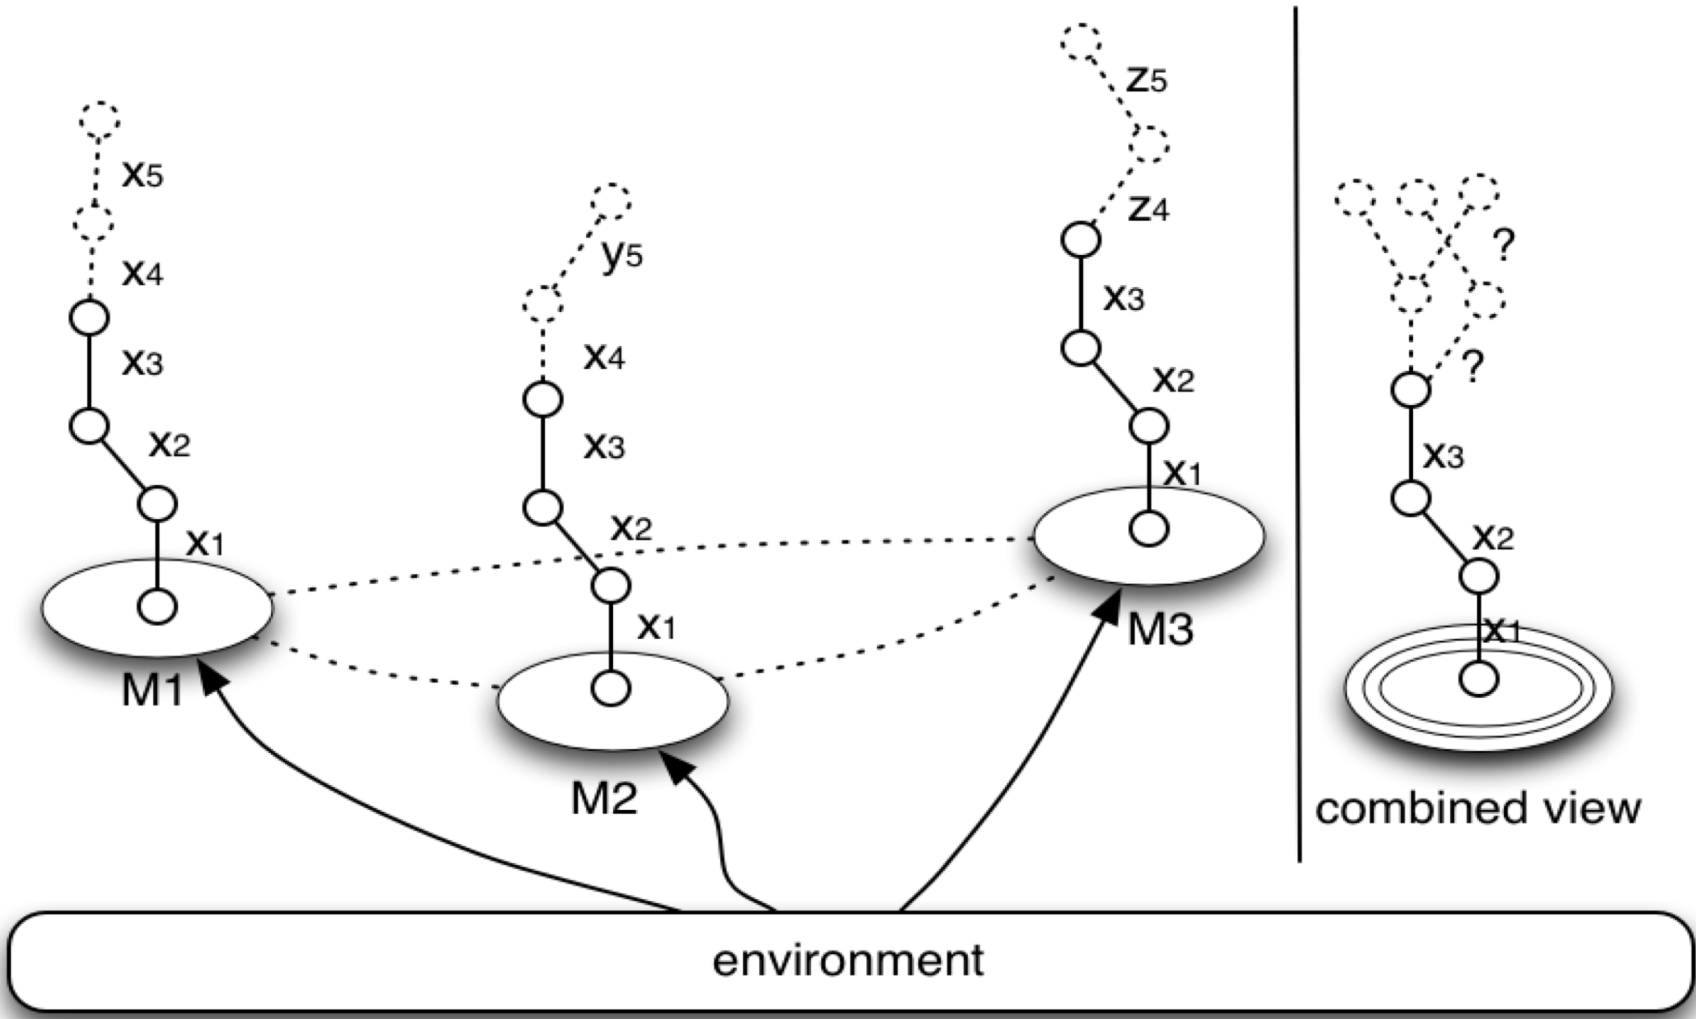 x5
x4
x3
x2
x1
M1
y5
x4
x3
x2
x1
M2
z5
z4
x3
x2
x1
M3
?
?
x3
x2
x1
combined view
environment